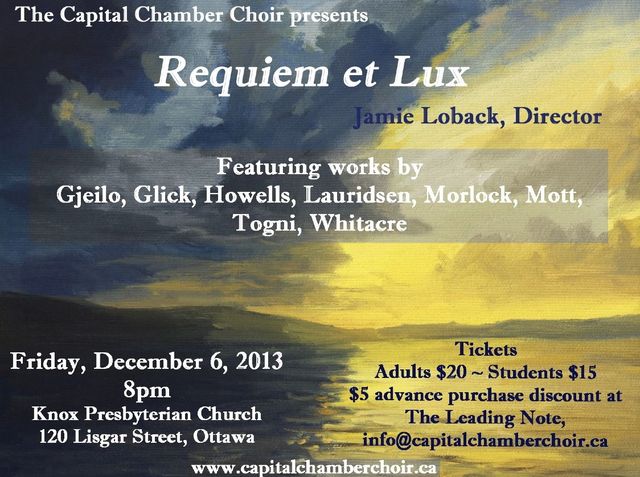 The Capital Chamber Choir presents
Requiem et Lux
Jamie Loback, Director
Featuring works by
Gjeilo, Glick, Howells, Lauridsen, Morlock, Mott,
Togni, Whitacre
Friday, December 6, 2013
8pm
Knox Presbyterian Church
120 Lisgar Street, Ottawa
Tickets
Adults $20 ~ Students $15
$5 advance purchase discount at
The Leading Note,
info@capitalchamberchoir.ca
www.capitalchamberchoir.ca